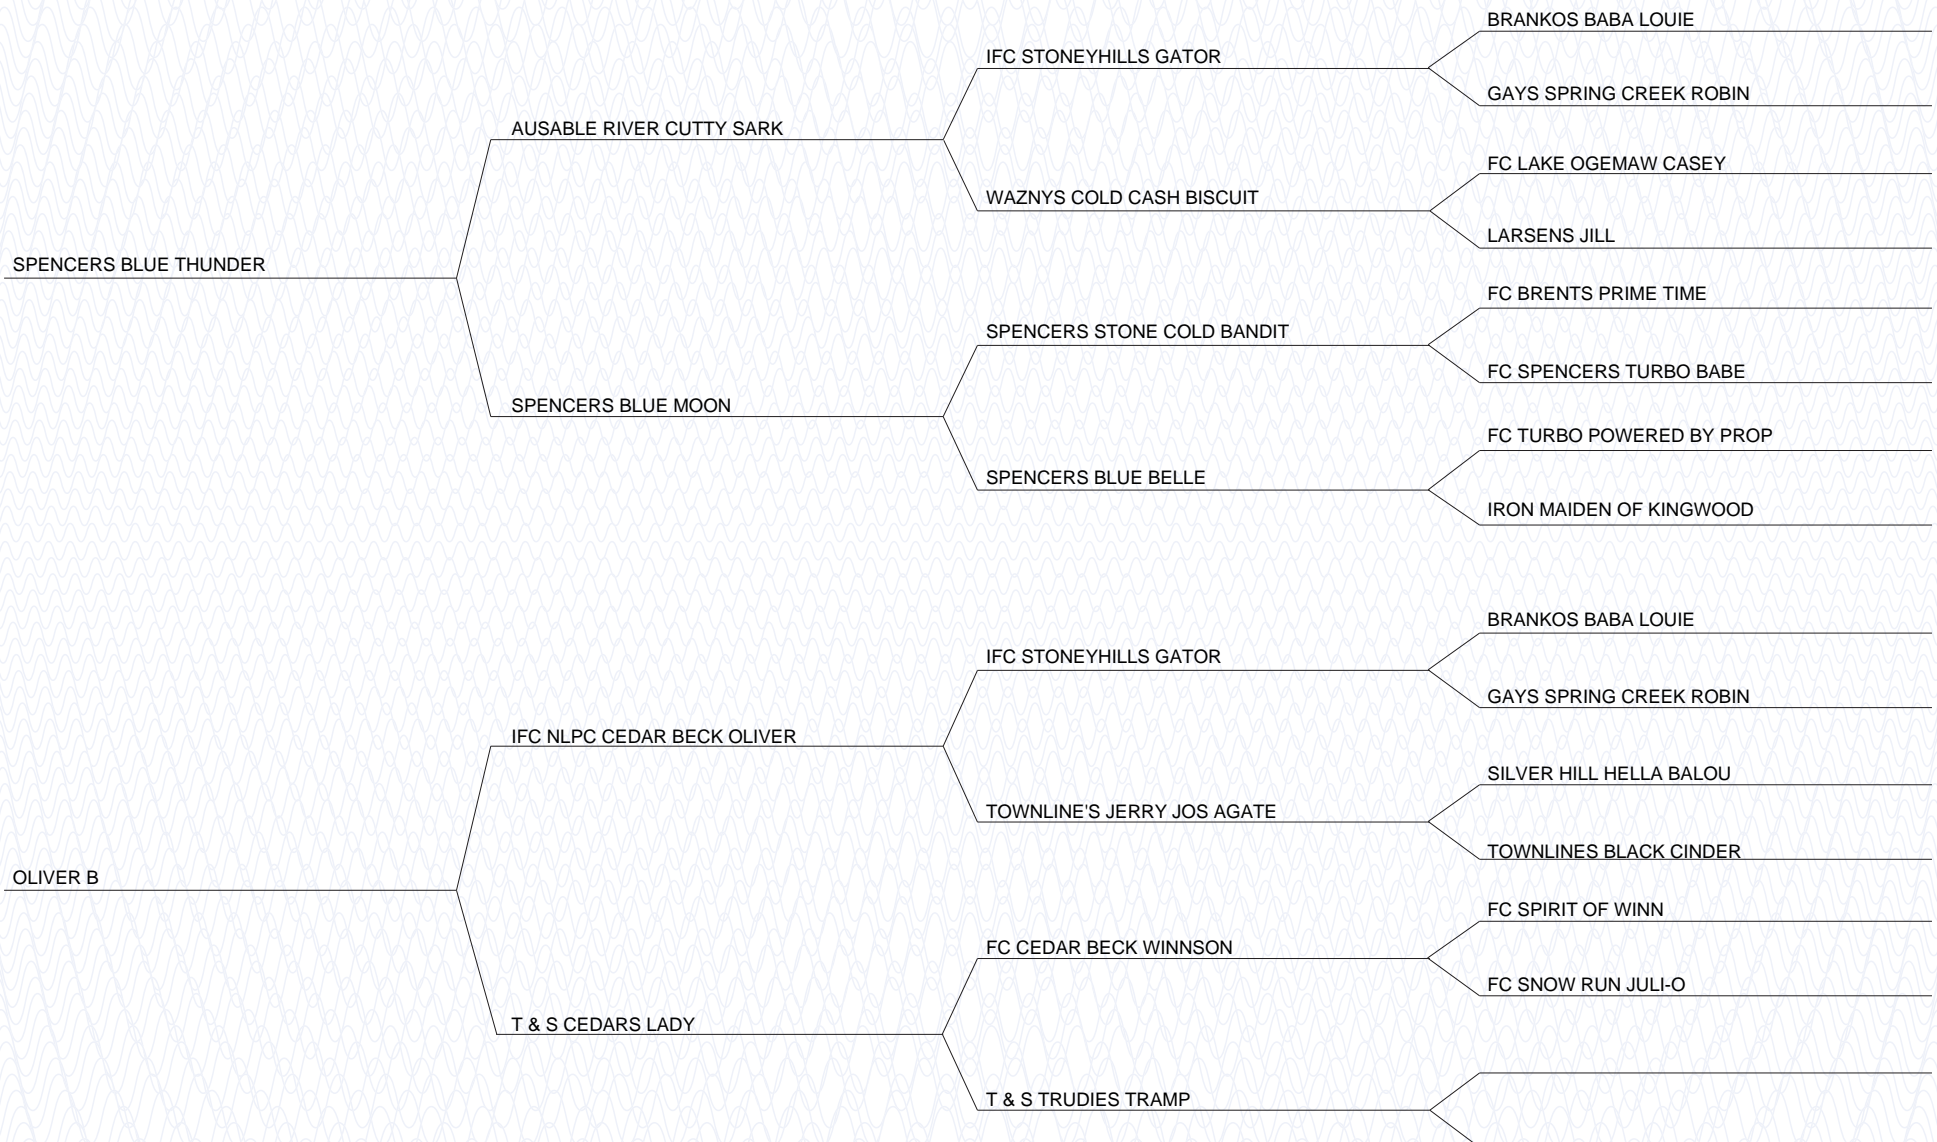 BRANKOS BABA LOUIE
IFC STONEYHILLS GATOR
GAYS SPRING CREEK ROBIN
AUSABLE RIVER CUTTY SARK
FC LAKE OGEMAW CASEY
WAZNYS COLD CASH BISCUIT
LARSENS JILL
SPENCERS BLUE THUNDER
FC BRENTS PRIME TIME
SPENCERS STONE COLD BANDIT
FC SPENCERS TURBO BABE
SPENCERS BLUE MOON
FC TURBO POWERED BY PROP
SPENCERS BLUE BELLE
IRON MAIDEN OF KINGWOOD
BRANKOS BABA LOUIE
IFC STONEYHILLS GATOR
GAYS SPRING CREEK ROBIN
IFC NLPC CEDAR BECK OLIVER
SILVER HILL HELLA BALOU
TOWNLINE'S JERRY JOS AGATE
TOWNLINES BLACK CINDER
OLIVER B
FC SPIRIT OF WINN
FC CEDAR BECK WINNSON
FC SNOW RUN JULI-O
T & S CEDARS LADY
T & S TRUDIES TRAMP